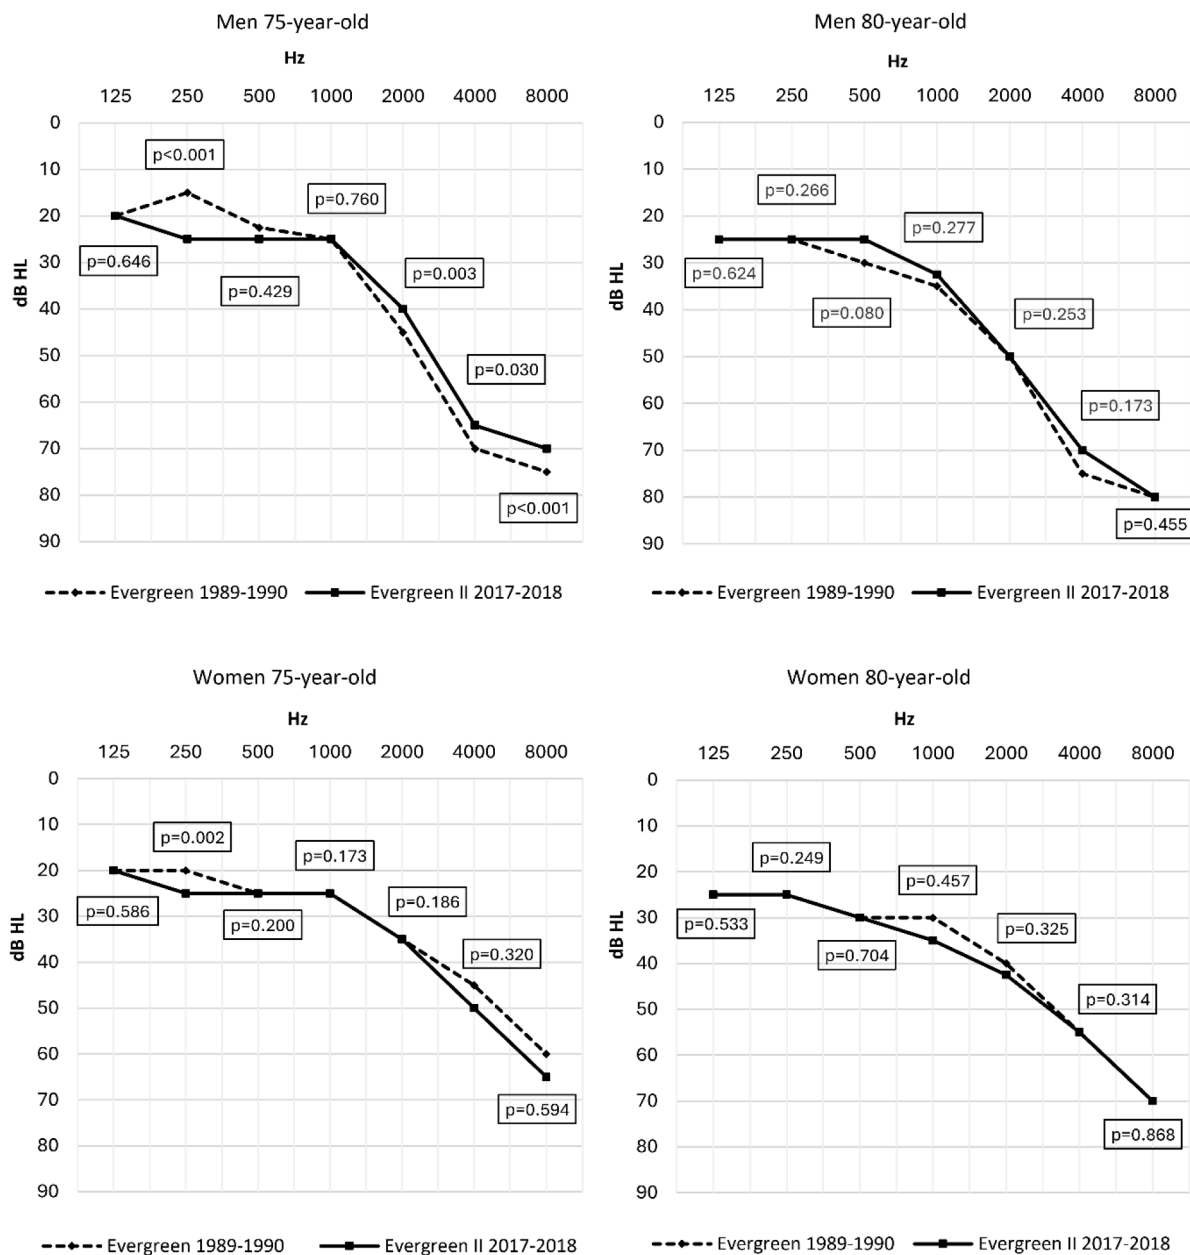 Men 75-year-old
Hz
125 250 500 1000 2000 4000 8000
0
10
20
30
40
50
60
70
80
90
dB HL
p<0.001
p=0.760
p=0.646
p=0.429
p=0.003
p=0.030
p<0.001
Evergreen 1989-1990 Evergreen II 2017-2018
Men 80-year-old
Hz
125 250 500 1000 2000 4000 8000
0
10
20
30
40
50
60
70
80
90
dB HL
p=0.266
p=0.277
p=0.624
p=0.080
p=0.253
p=0.173
p=0.455
Evergreen 1989-1990 Evergreen II 2017-2018
Women 75-year-old
Hz
125 250 500 1000 2000 4000 8000
0
10
20
30
40
50
60
70
80
90
dB HL
p=0.002
p=0.173
p=0.586
p=0.200
p=0.186
p=0.320
p=0.594
Evergreen 1989-1990 Evergreen II 2017-2018
Women 80-year-old
Hz
125 250 500 1000 2000 4000 8000
0
10
20
30
40
50
60
70
80
90
dB HL
p=0.249
p=0.457
p=0.533
p=0.704
p=0.325
p=0.314
p=0.868
Evergreen 1989-1990 Evergreen II 2017-2018